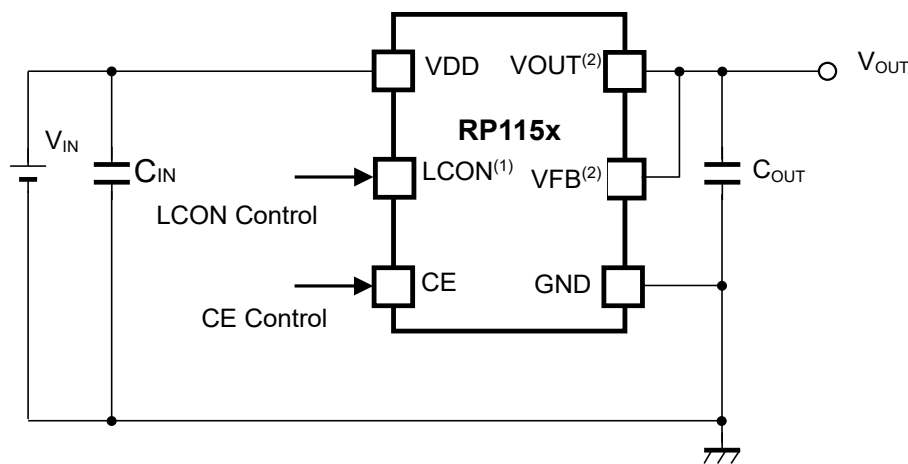 VDD
VOUT(2)
VOUT
RP115x
VIN
CIN
LCON(1)
VFB(2)
COUT
LCON Control
CE
GND
CE Control